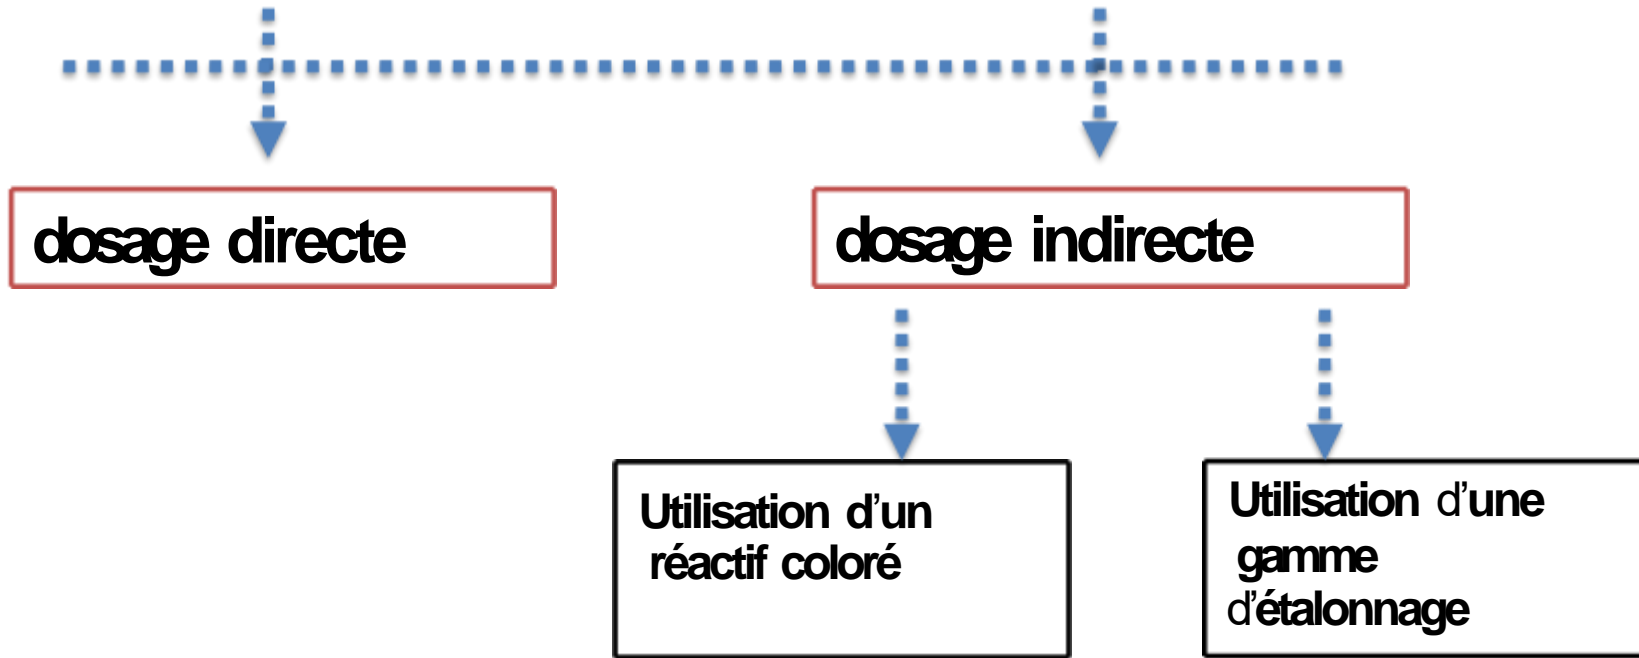 dosage directe
dosage indirecte
Utilisation d'un
réactif coloré
Utilisation d'une
gamme
d'étalonnage